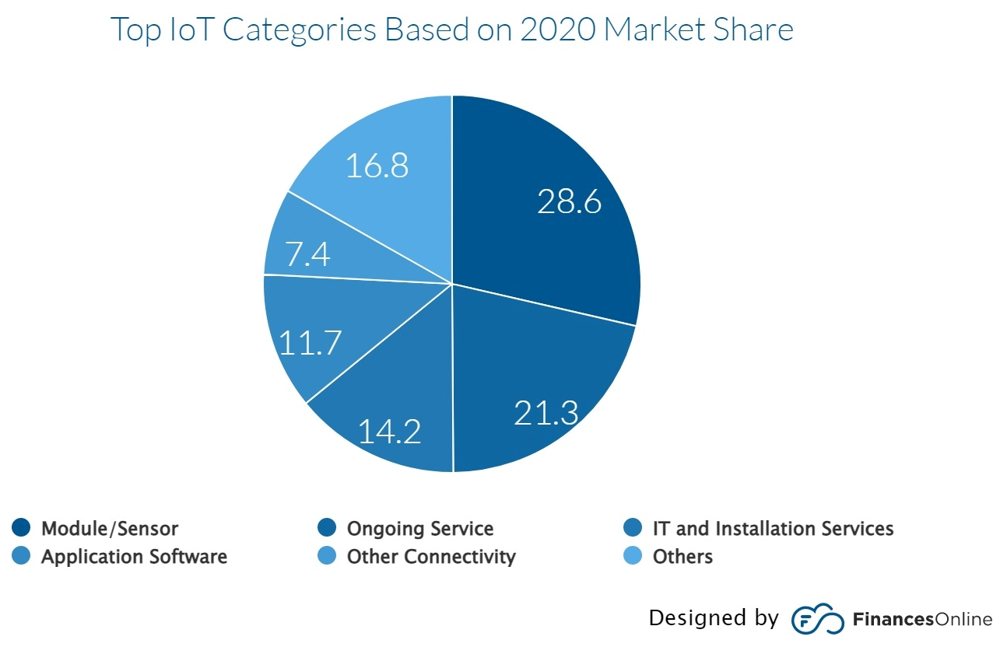 Top IoT Categories Based on 2020 Market Share
16.8
28.6
7.4
11.7
21.3
14.2
Module/Sensor
Ongoing Service
IT and Installation Services
Application Software
Other Connectivity
Others
Designed by FinancesOnline